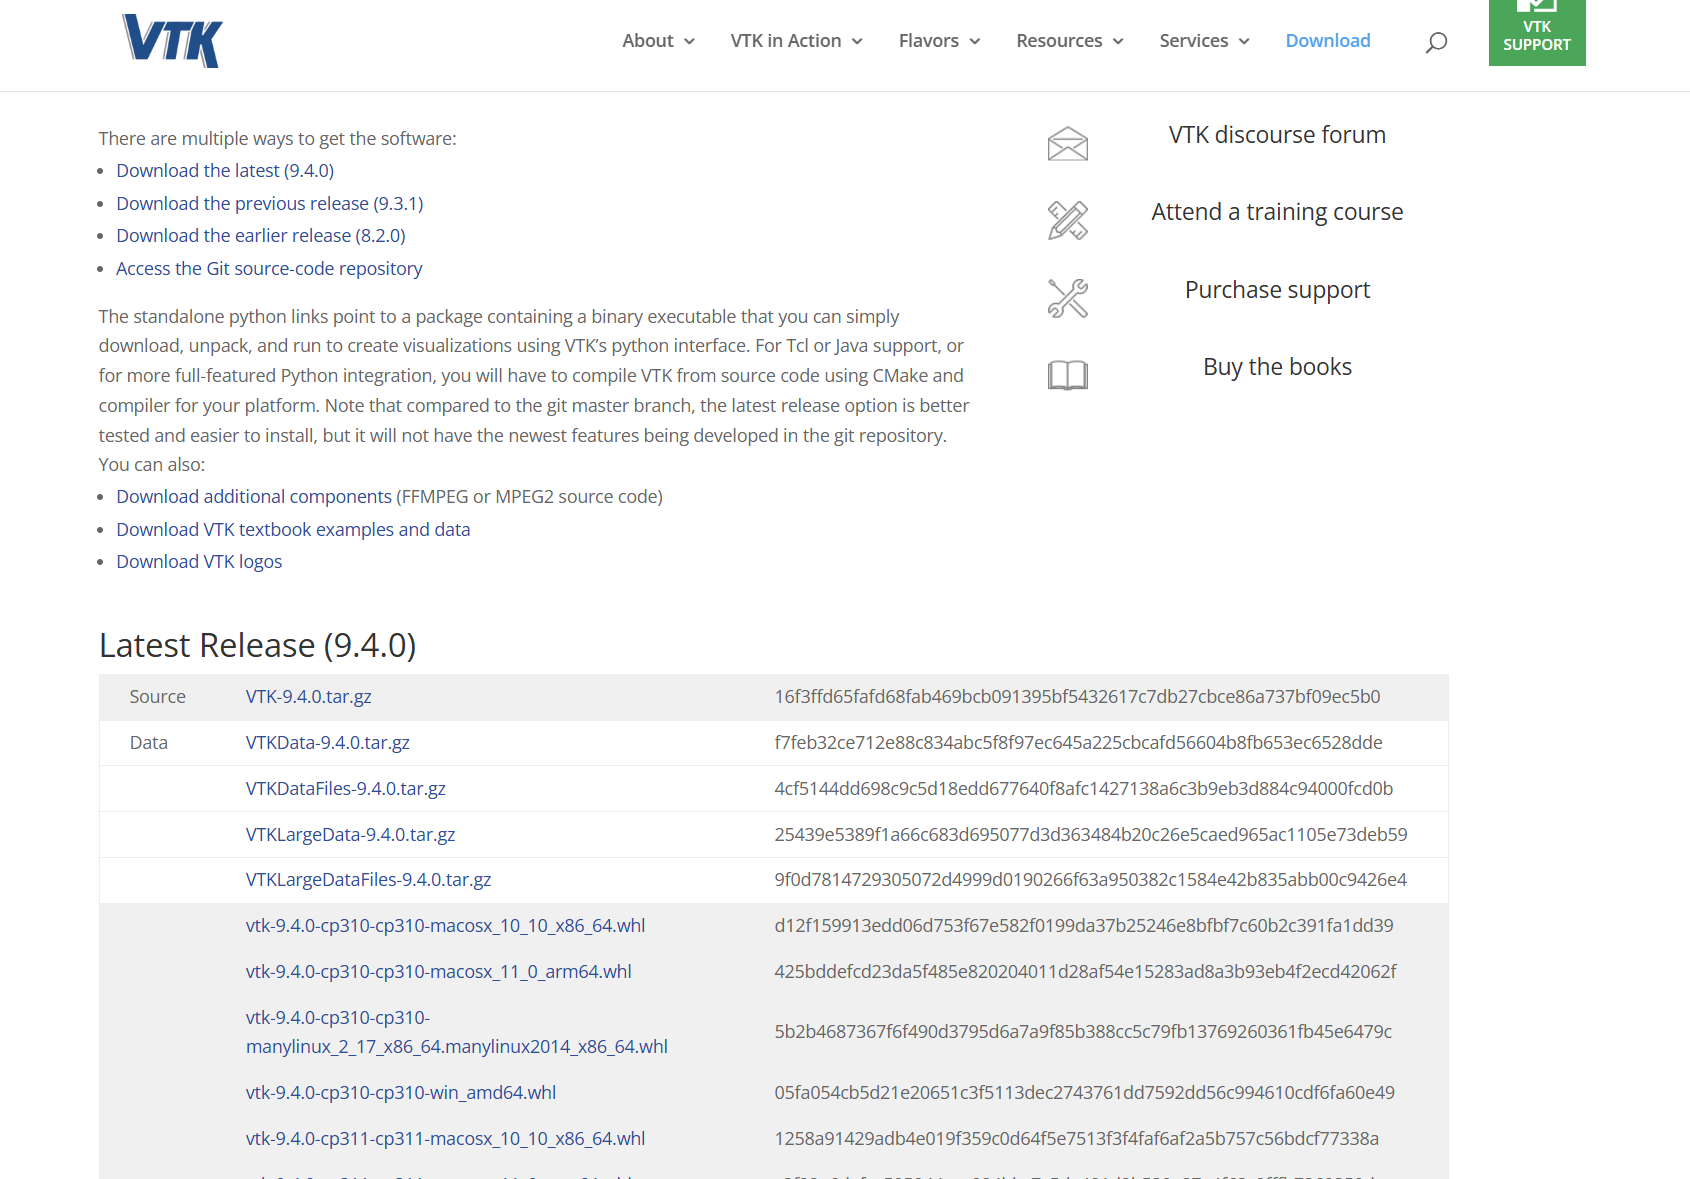 VTK
About
VTK in Action
Flavors
Resources
Services
Download
VTK
SUPPORT
There are multiple ways to get the software:
Download the latest (9.4.0)
Download the previous release (9.3.1)
Download the earlier release (8.2.0)
Access the Git source-code repository
The standalone python links point to a package containing a binary executable that you can simply
download, unpack, and run to create visualizations using VTK’s python interface. For Tcl or Java support, or
for more full-featured Python integration, you will have to compile VTK from source code using CMake and
compiler for your platform. Note that compared to the git master branch, the latest release option is better
tested and easier to install, but it will not have the newest features being developed in the git repository.
You can also:
Download additional components (FFMPEG or MPEG2 source code)
Download VTK textbook examples and data
Download VTK logos
VTK discourse forum
Attend a training course
Purchase support
Buy the books
Latest Release (9.4.0)
Source VTK-9.4.0.tar.gz 16f3ffd65fafd68fab469bcb091395bf5432617c7db27cbce86a737bf09ec5b0
Data VTKData-9.4.0.tar.gz f7feb32ce712e88c834abc5f8f97ec645a225cbcafd56604b8fb653ec6528dde
VTKDataFiles-9.4.0.tar.gz 4cf5144dd698c9c5d18edd677640f8afc1427138a6c3b9eb3d884c94000fcd0b
VTKLargeData-9.4.0.tar.gz 25439e5389f1a66c683d695077d3d363484b20c26e5caed965ac1105e73deb59
VTKLargeDataFiles-9.4.0.tar.gz 9f0d7814729305072d4999d0190266f63a950382c1584e42b835abb00c9426e4
vtk-9.4.0-cp310-cp310-macosx_10_10_x86_64.whl d12f159913edd06d753f67e582f0199da37b25246e8bfbf7c60b2c391fa1dd39
vtk-9.4.0-cp310-cp310-macosx_11_0_arm64.whl 425bddefcd23da5f485e820204011d28af54e15283ad8a3b93eb4f2ecd42062f
vtk-9.4.0-cp310-cp310-
manylinux_2_17_x86_64.manylinux2014_x86_64.whl 5b2b4687367f6f490d3795d6a7a9f85b388cc5c79fb13769260361fb45e6479c
vtk-9.4.0-cp310-cp310-win_amd64.whl 05fa054cb5d21e20651c3f5113dec2743761dd7592dd56c994610cdf6fa60e49
vtk-9.4.0-cp311-cp311-macosx_10_10_x86_64.whl 1258a91429adb4e019f359c0d64f5e7513f3f4faf6af2a5b757c56bdcf77338a